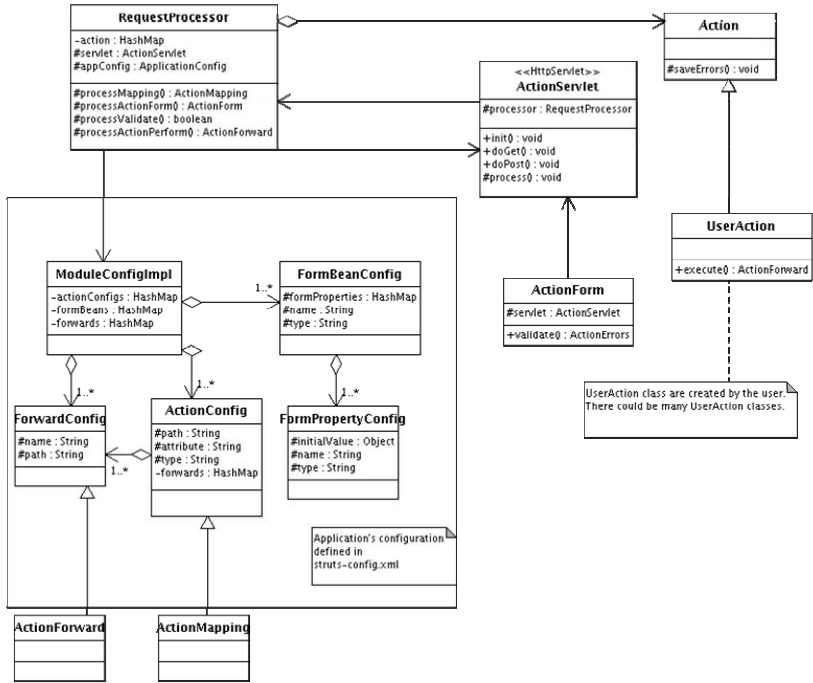 RequestProcessor
-action : HashMap
#servlet : ActionServlet
#appConfig : ApplicationConfig
#processMapping() : ActionMapping
#processActionForm() : ActionForm
#processValidate() : boolean
#processActionPerform() : ActionForward
Action
#saveErrors() : void
<<HttpServlet>>
ActionServlet
#processor : RequestProcessor
+init() : void
+doGet() : void
+doPost() : void
#process() : void
UserAction
+execute() : ActionForward
ActionForm
#servlet : ActionServlet
+validate() : ActionErrors
UserAction class are created by the user.
There could be many UserAction classes.
ModuleConfigImpl
-actionConfigs : HashMap
-formBeans : HashMap
-forwards : HashMap
1..*
FormBeanConfig
#formProperties : HashMap
#name : String
#type : String
1..*
1..*
1..*
ForwardConfig
#name : String
#path : String
1..*
ActionConfig
#path : String
#attribute : String
#type : String
-forwards : HashMap
FormPropertyConfig
#initialValue : Object
#name : String
#type : String
Application's configuration
defined in
struts-config.xml
ActionForward
ActionMapping